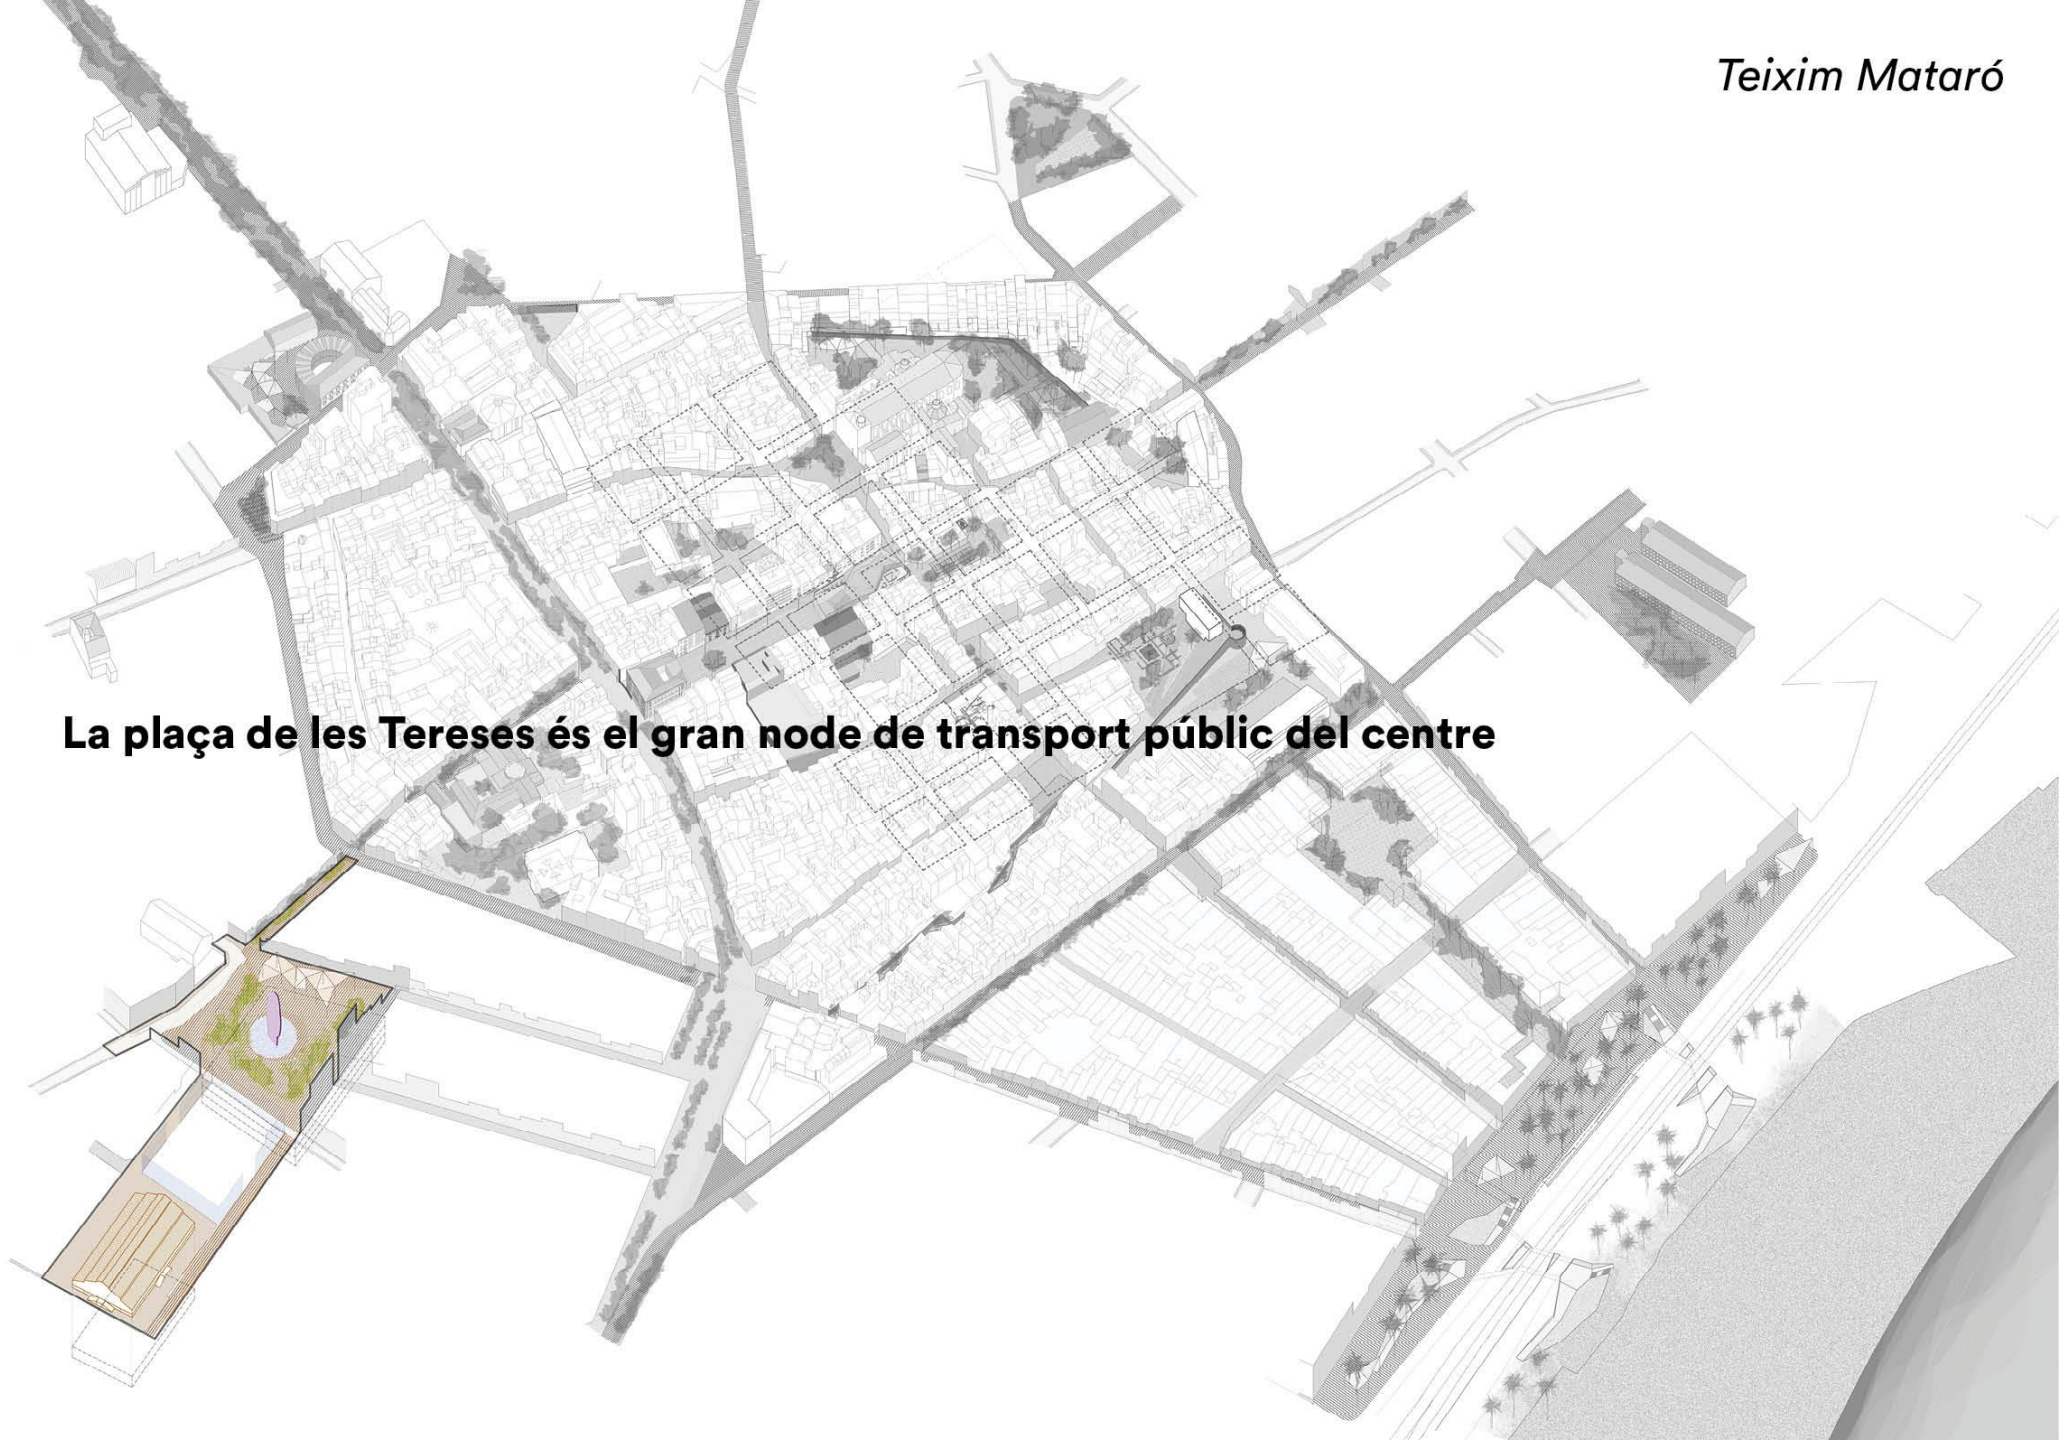 Teixim Mataró
La plaça de les Tereses és el gran node de transport públic del centre